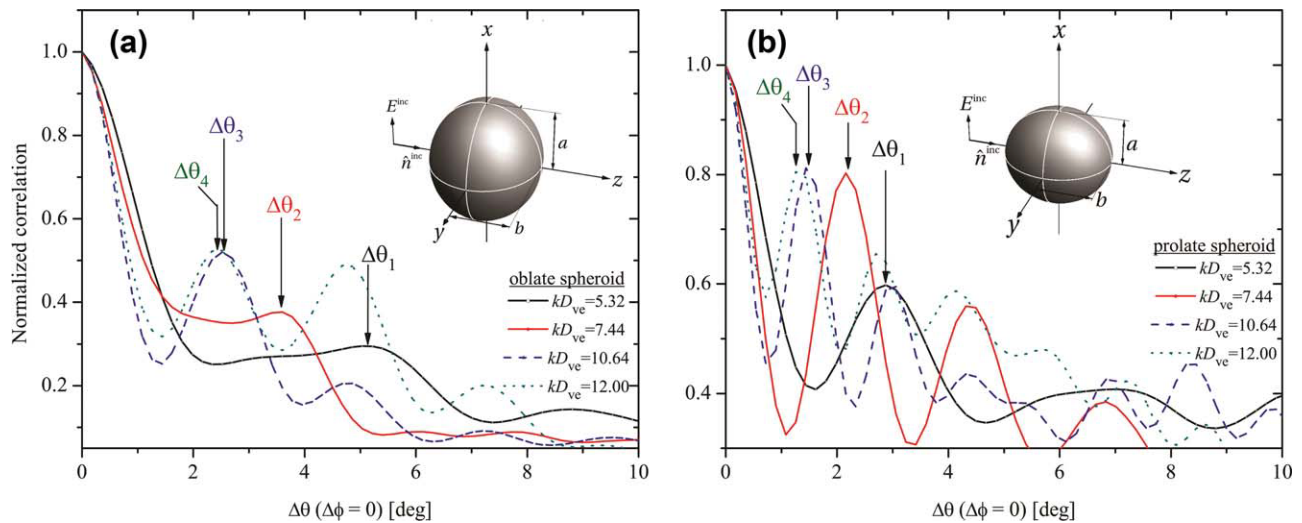 (a)
x
E^inc
n̂^inc
a
z
y
b
Δθ₃
Δθ₄
Δθ₂
Δθ₁
oblate spheroid
kD_ve=5.32
kD_ve=7.44
kD_ve=10.64
kD_ve=12.00
Normalized correlation
1.0
0.8
0.6
0.4
0.2
0 2 4 6 8 10
Δθ (Δϕ = 0) [deg]
(b)
x
E^inc
n̂^inc
a
z
y
b
Δθ₃
Δθ₄
Δθ₂
Δθ₁
prolate spheroid
kD_ve=5.32
kD_ve=7.44
kD_ve=10.64
kD_ve=12.00
1.0
0.8
0.6
0.4
0 2 4 6 8 10
Δθ (Δϕ = 0) [deg]